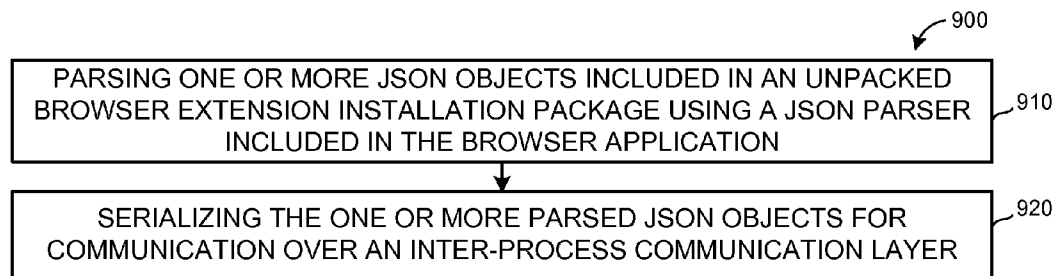 900
PARSING ONE OR MORE JSON OBJECTS INCLUDED IN AN UNPACKED
BROWSER EXTENSION INSTALLATION PACKAGE USING A JSON PARSER
INCLUDED IN THE BROWSER APPLICATION
910
SERIALIZING THE ONE OR MORE PARSED JSON OBJECTS FOR
COMMUNICATION OVER AN INTER-PROCESS COMMUNICATION LAYER
920